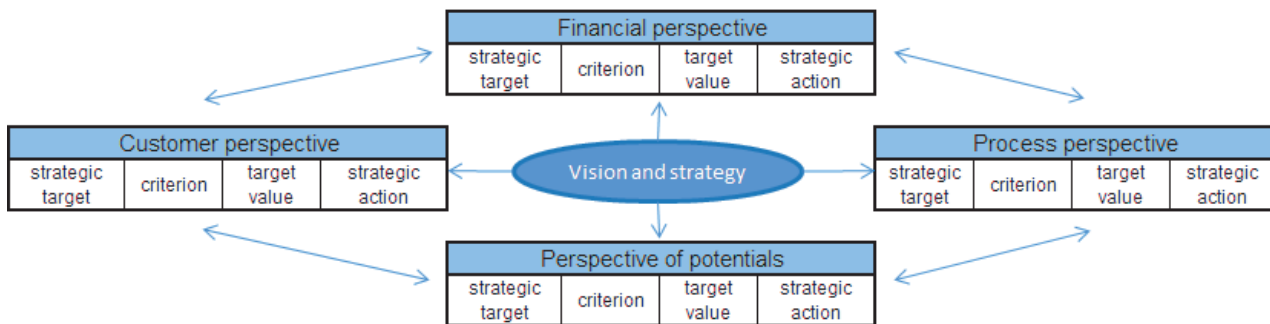 Financial perspective
strategic target
criterion
target value
strategic action
Customer perspective
strategic target
criterion
target value
strategic action
Vision and strategy
Process perspective
strategic target
criterion
target value
strategic action
Perspective of potentials
strategic target
criterion
target value
strategic action